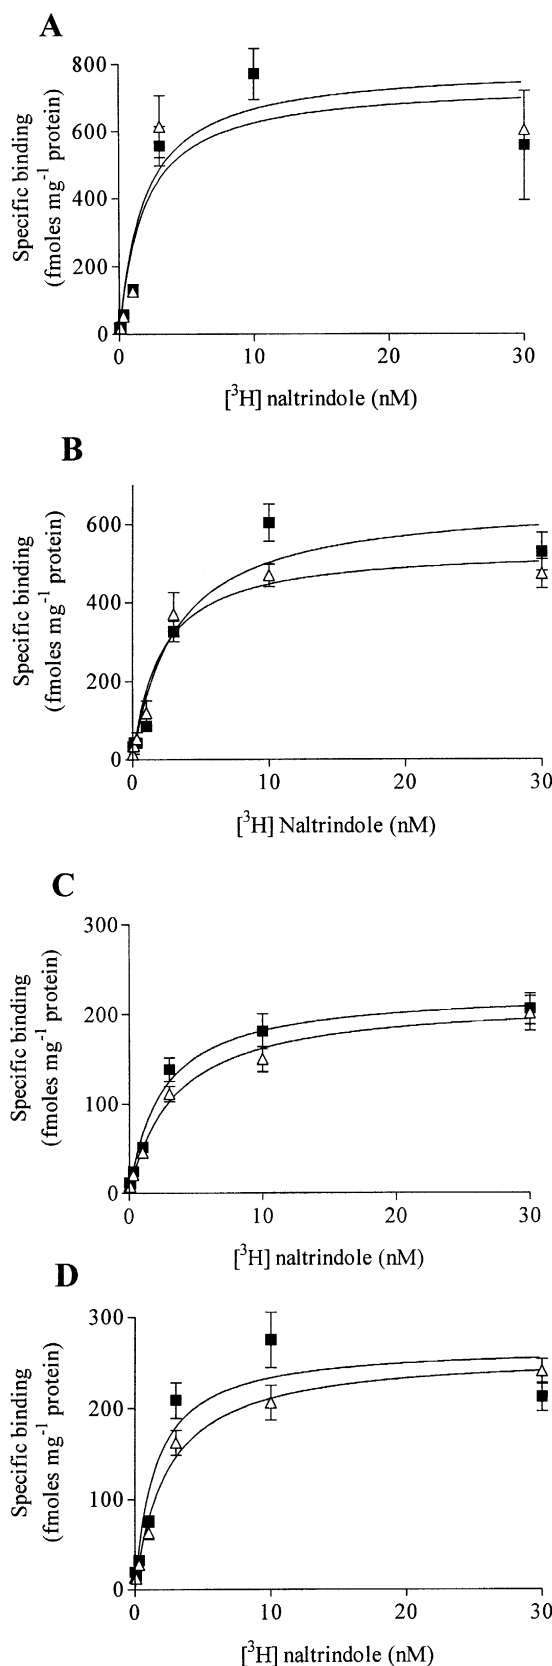 A
Specific binding
(fmoles mg⁻¹ protein)
800
600
400
200
0
0 10 20 30
[³H] naltrindole (nM)
B
Specific binding
(fmoles mg⁻¹ protein)
600
400
200
0
0 10 20 30
[³H] Naltrindole (nM)
C
Specific binding
(fmoles mg⁻¹ protein)
300
200
100
0
0 10 20 30
[³H] naltrindole (nM)
D
Specific binding
(fmoles mg⁻¹ protein)
300
200
100
0
0 10 20 30
[³H] naltrindole (nM)